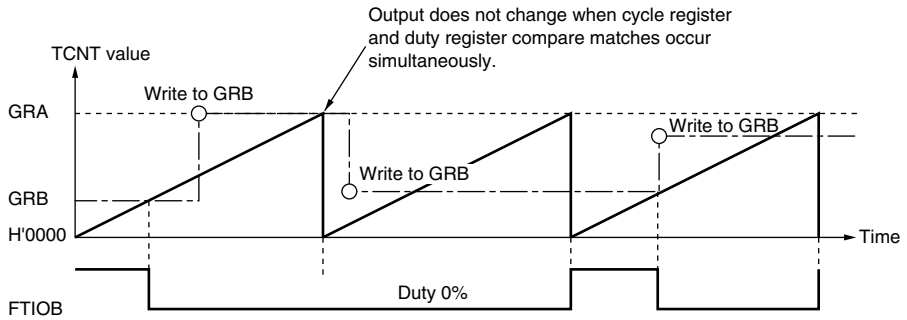 Output does not change when cycle register
and duty register compare matches occur
simultaneously.
TCNT value
Write to GRB
GRA
Write to GRB
Write to GRB
GRB
H'0000
Time
Duty 0%
FTIOB